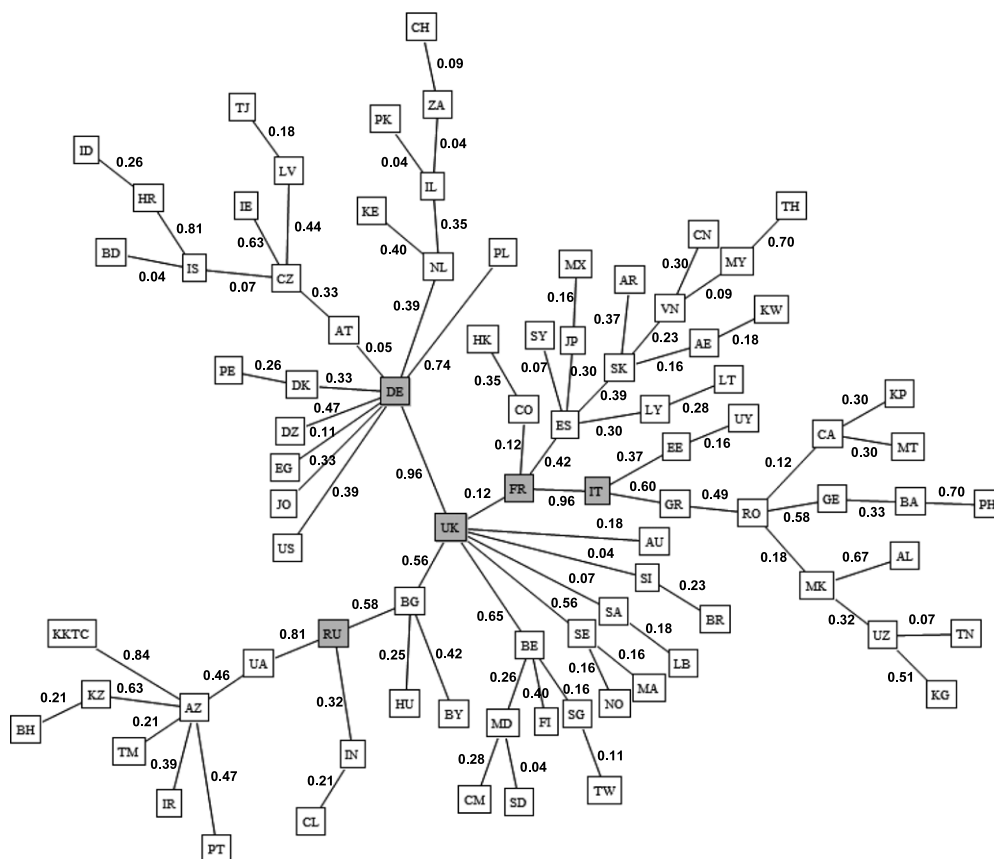 CH
0.09
TJ
ZA
PK
0.18
0.04
ID
0.26
0.04
LV
IL
HR
IE
KE
0.35
TH
0.81
0.44
0.63
0.40
CN
BD
0.04
IS
0.07
CZ
NL
PL
MX
MY
0.70
0.30
0.33
0.39
AR
0.09
0.16
VN
KW
AT
0.37
0.05
SY
JP
HK
0.23
AE
0.18
0.74
0.07
0.30
SK
0.16
PE
0.26
DK
0.33
DE
0.35
0.39
LT
KP
0.30
0.47
CO
LY
0.28
DZ
0.11
ES
0.30
UY
CA
0.12
0.42
EE
0.16
0.30
MT
EG
0.33
0.37
0.12
JO
0.39
0.96
FR
0.96
IT
0.60
GR
0.49
RO
0.58
GE
0.33
BA
0.70
PH
0.12
US
UK
0.18
AU
0.04
SI
0.23
BR
0.18
0.67
AL
MK
0.56
0.07
0.32
BG
0.58
0.65
0.56
SA
0.18
LB
UZ
0.07
TN
0.51
KG
KKTC
RU
0.81
SE
UA
BE
0.16
0.16
MA
NO
0.84
0.25
0.42
0.26
0.40
0.16
0.46
KZ
0.63
AZ
0.32
HU
BY
MD
FI
SG
0.21
BH
0.21
TM
0.39
0.47
IN
0.28
0.04
0.11
0.21
IR
CL
CM
SD
TW
PT